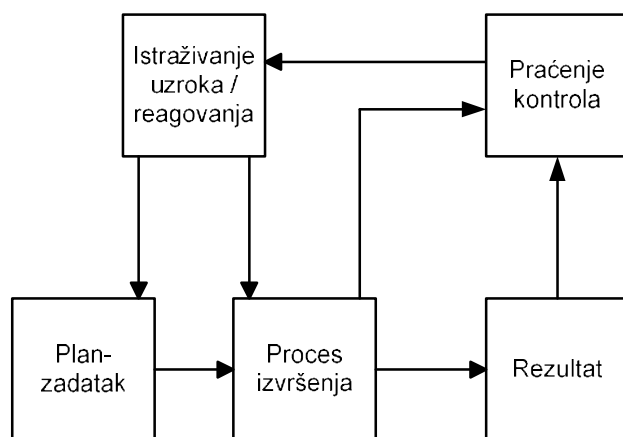 Istraživanje
uzroka /
reagovanja
Praćenje
kontrola
Plan-
zadatak
Proces
izvršenja
Rezultat